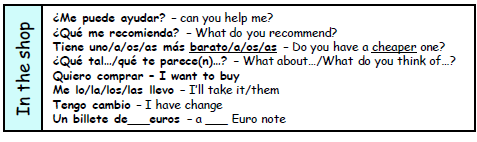 In the shop
¿Me puede ayudar? – can you help me?
¿Qué me recomienda? – What do you recommend?
Tiene uno/a/os/as más barato/a/os/as – Do you have a cheaper one?
¿Qué tal.../qué te parece(n)...? – What about.../What do you think of...?
Quiero comprar – I want to buy
Me lo/la/los/las llevo – I'll take it/them
Tengo cambio – I have change
Un billete de___euros – a ___ Euro note